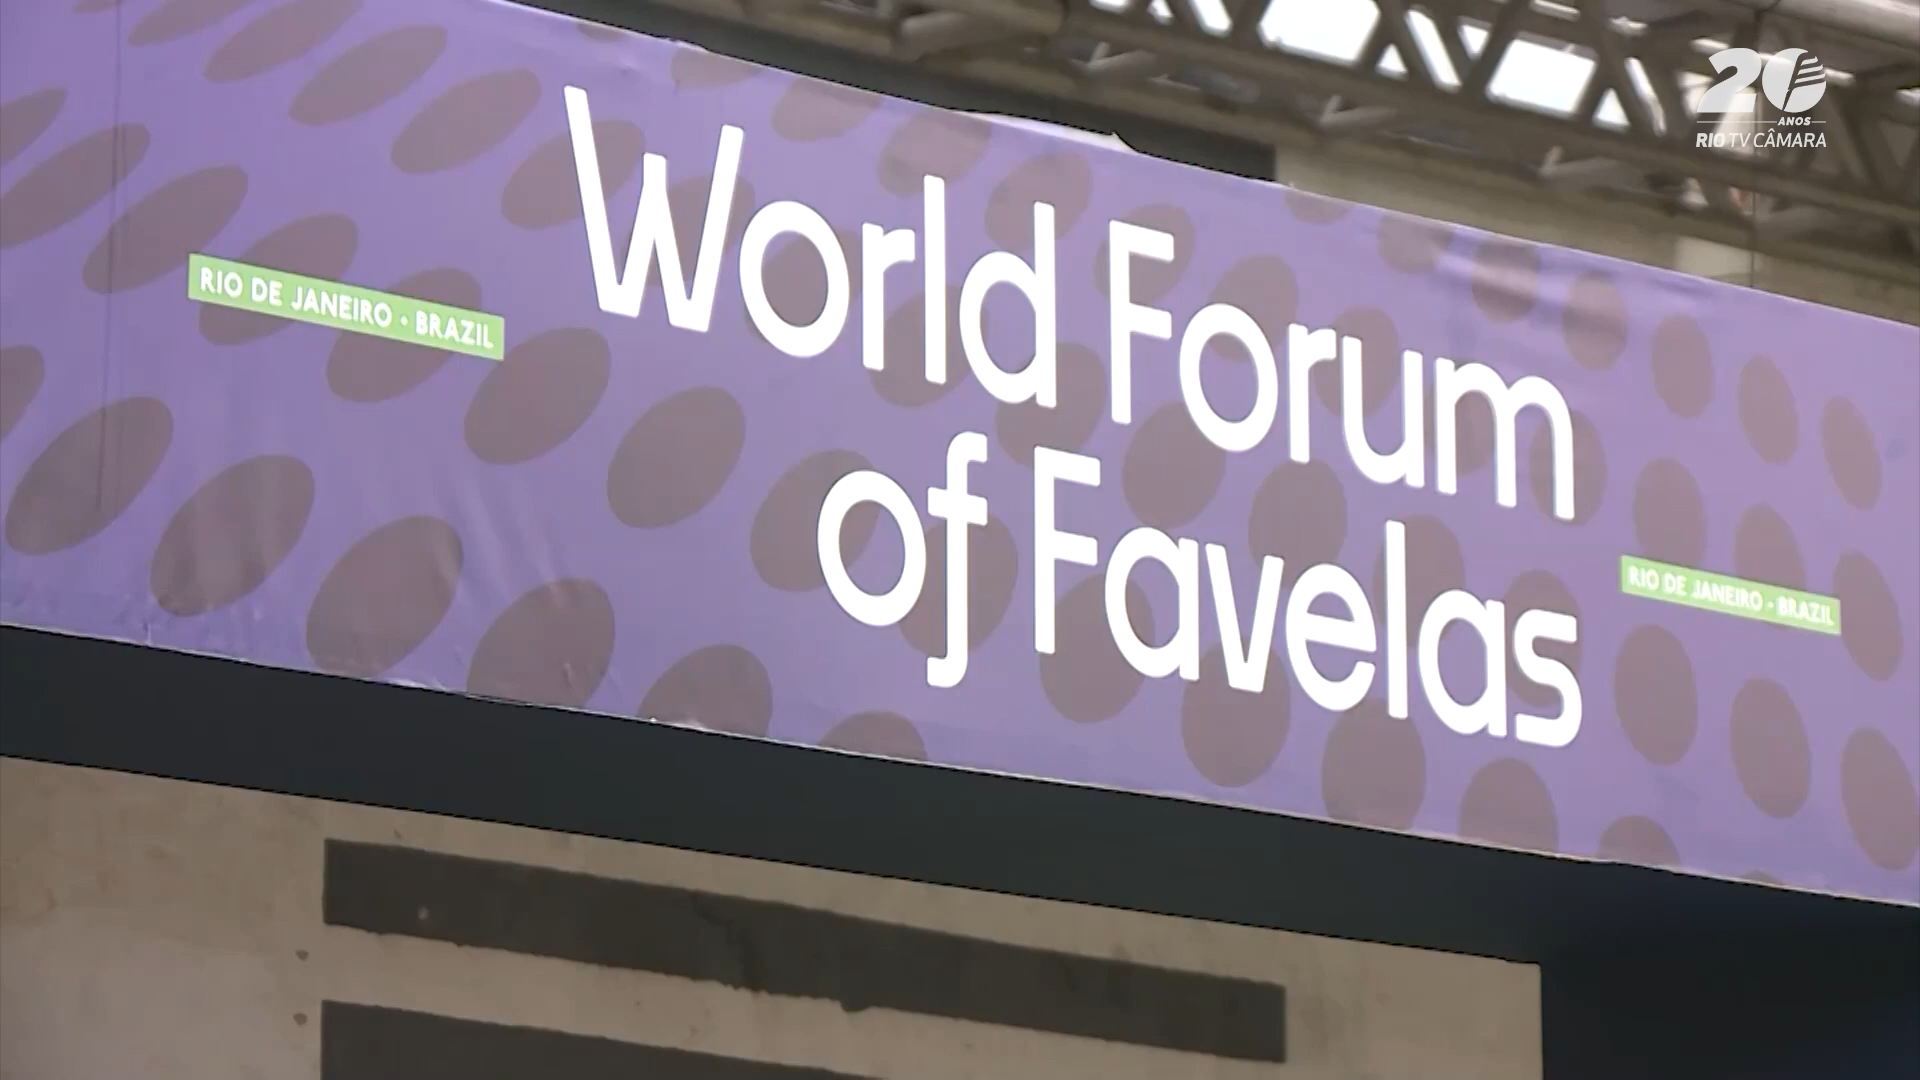 20
ANOS
RIO TV CÂMARA
World Forum
of Favelas
RIO DE JANEIRO • BRAZIL
RIO DE JANEIRO • BRAZIL